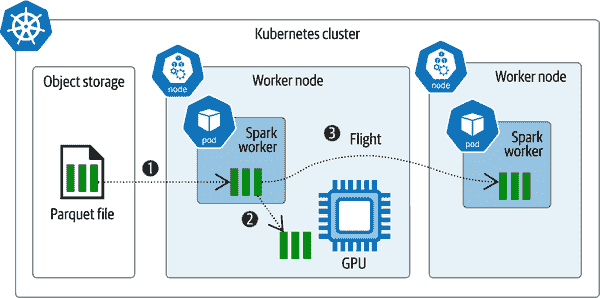 Kubernetes cluster
Object storage
Parquet file
1
Worker node
node
pod
Spark
worker
2
GPU
3
Flight
Worker node
node
pod
Spark
worker